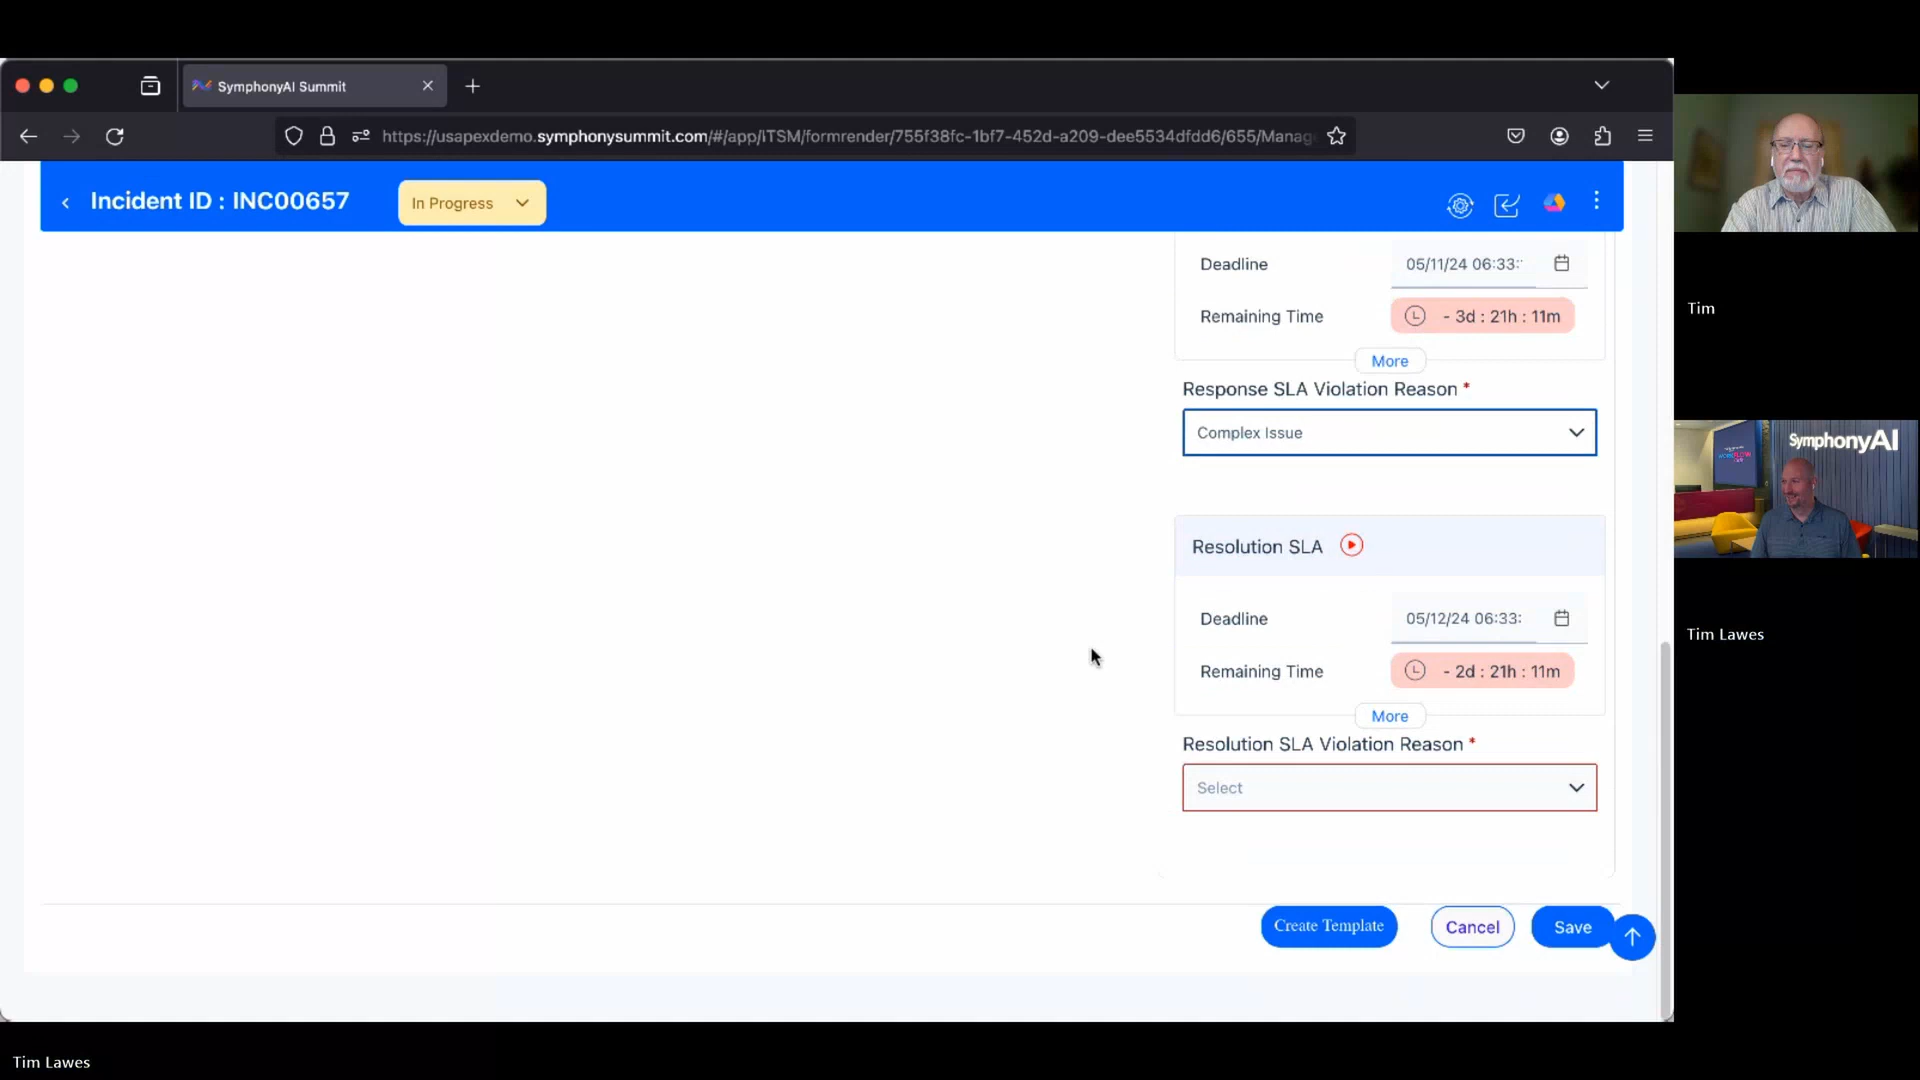 SymphonyAI Summit
https://usapexdemo.symphonysummit.com/#/app/ITSM/formrender/755f38fc-1bf7-452d-a209-dee5534dfdd6/655/Manag
Incident ID : INC00657
In Progress
Deadline
05/11/24 06:33:
Remaining Time
- 3d : 21h : 11m
More
Response SLA Violation Reason *
Complex Issue
Resolution SLA
Deadline
05/12/24 06:33:
Remaining Time
- 2d : 21h : 11m
More
Resolution SLA Violation Reason *
Select
Create Template
Cancel
Save
Tim
SymphonyAI
Tim Lawes
Tim Lawes